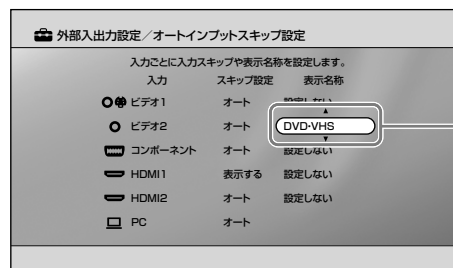 外部入出力設定／オートインプットスキップ設定
入力ごとに入力スキップや表示名称を設定します。
入力 スキップ設定 表示名称
ビデオ1 オート 設定しない
ビデオ2 オート DVD・VHS
コンポーネント オート 設定しない
HDMI1 表示する 設定しない
HDMI2 オート 設定しない
PC オート